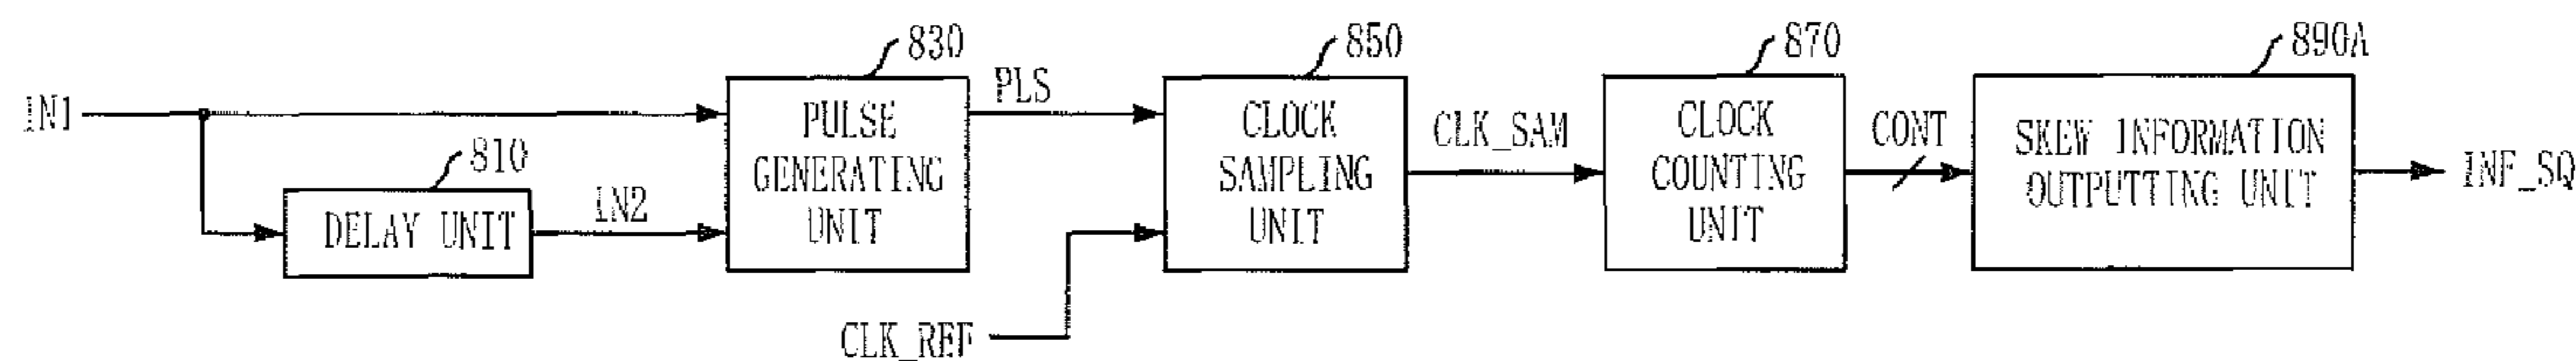 830
850
870
890A
IN1
PLS
PULSE
GENERATING
UNIT
CLOCK
SAMPLING
UNIT
CLK_SAM
CLOCK
COUNTING
UNIT
CONT
SKEW INFORMATION
OUTPUTTING UNIT
INF_SQ
810
DELAY UNIT
IN2
CLK_REF